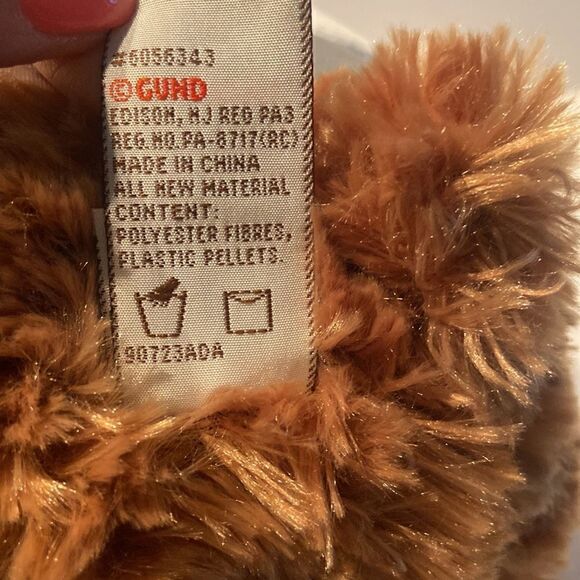 #6056343
© GUND
EDISON, NJ REG PA3
REG NO. PA-8717(RC)
MADE IN CHINA
ALL NEW MATERIAL
CONTENT:
POLYESTER FIBRES,
PLASTIC PELLETS.
90723ADA